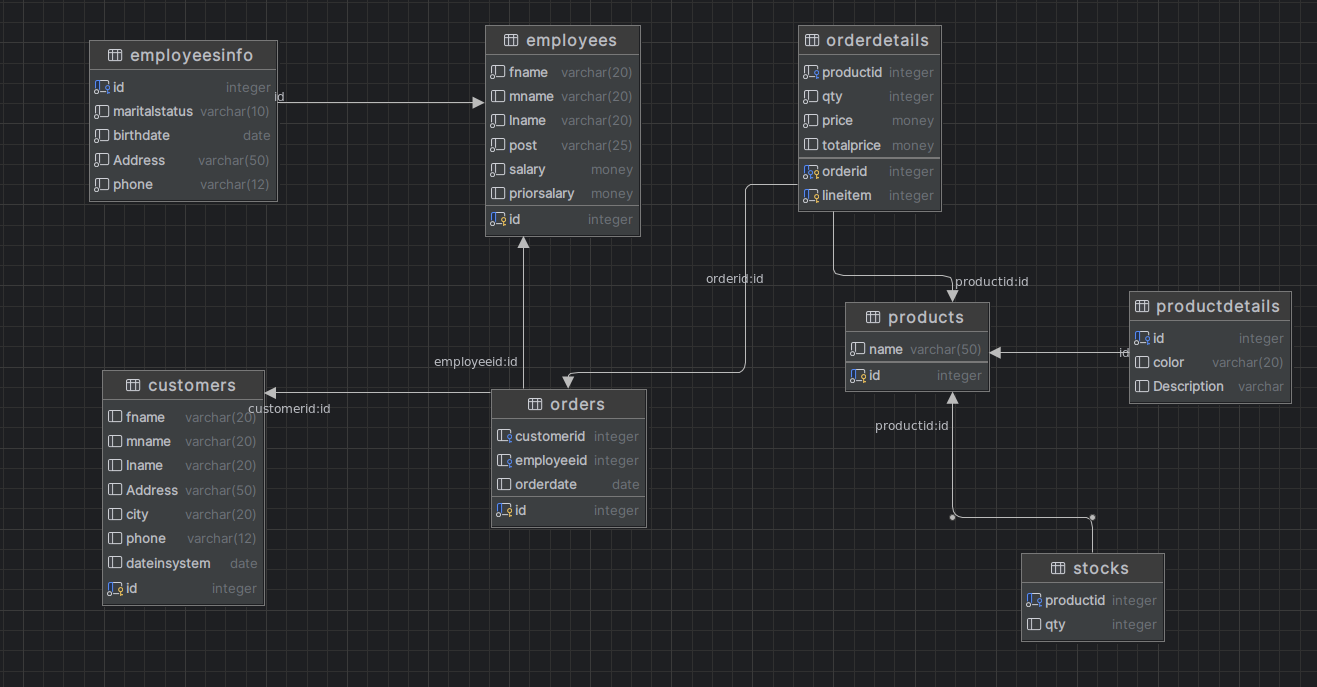 employeesinfo
id integer
maritalstatus varchar(10)
birthdate date
Address varchar(50)
phone varchar(12)
id
employees
fname varchar(20)
mname varchar(20)
lname varchar(20)
post varchar(25)
salary money
priorsalary money
id integer
orderdetails
productid integer
qty integer
price money
totalprice money
orderid integer
lineitem integer
orderid:id
productid:id
products
name varchar(50)
id integer
productdetails
id integer
color varchar(20)
Description varchar
id
employeeid:id
customers
fname varchar(20)
mname varchar(20)
lname varchar(20)
Address varchar(50)
city varchar(20)
phone varchar(12)
dateinsystem date
id integer
customerid:id
orders
customerid integer
employeeid integer
orderdate date
id integer
productid:id
stocks
productid integer
qty integer